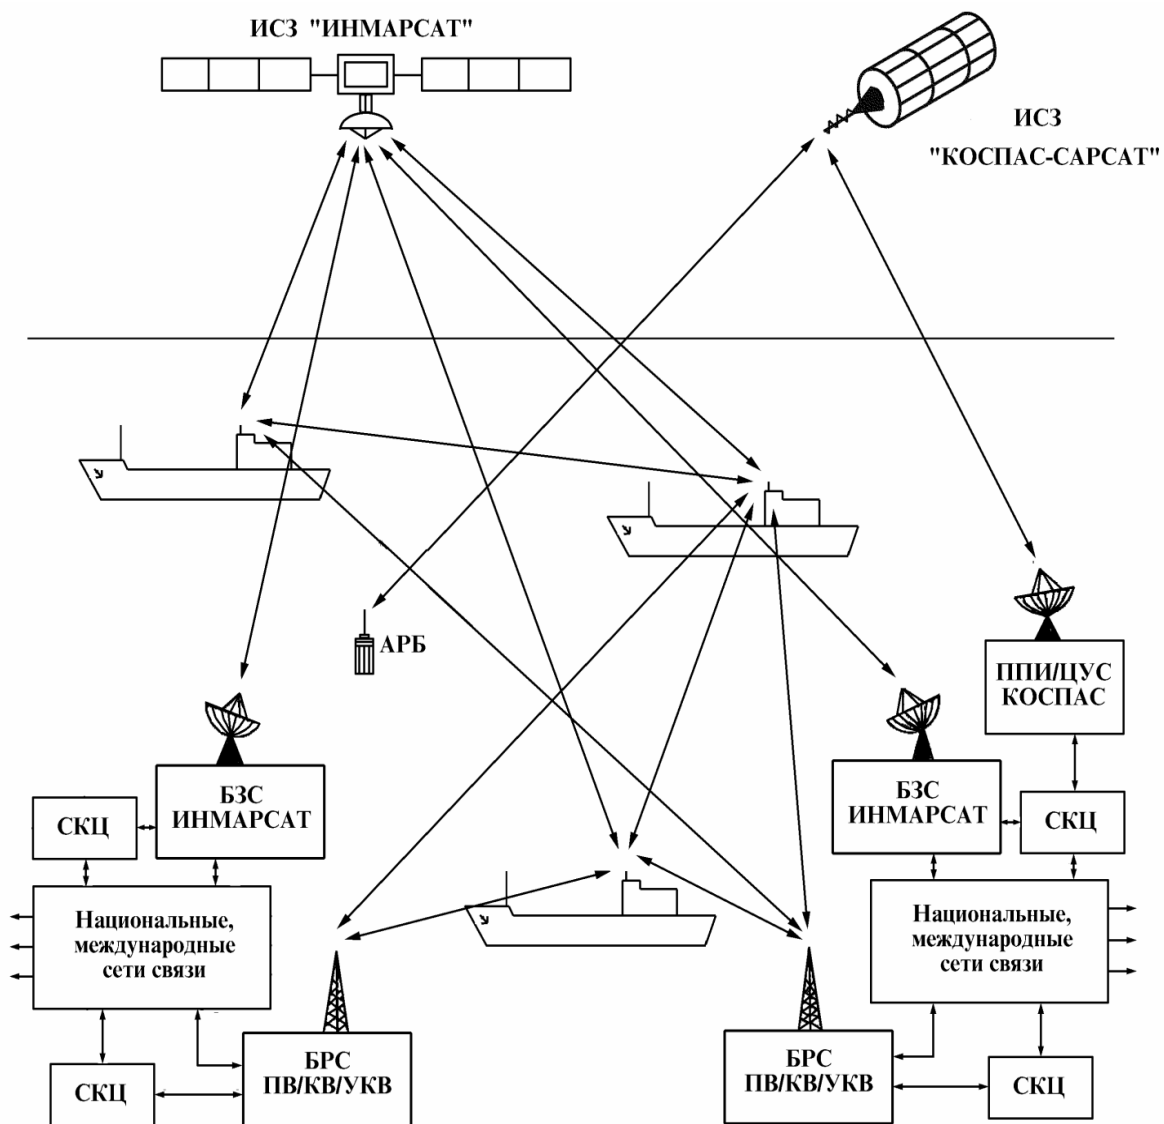 ИСЗ "ИНМАРСАТ"
ИСЗ
"КОСПАС-САРСАТ"
АРБ
ППИ/ЦУС
КОСПАС
БЗС
ИНМАРСАТ
СКЦ
БЗС
ИНМАРСАТ
СКЦ
Национальные,
международные
сети связи
Национальные,
международные
сети связи
БРС
ПВ/КВ/УКВ
СКЦ
БРС
ПВ/КВ/УКВ
СКЦ